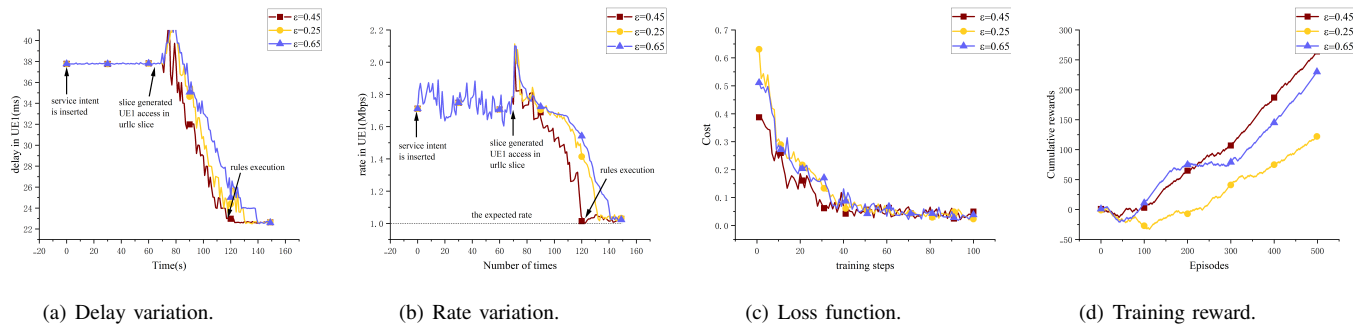 ε=0.45
ε=0.25
ε=0.65
delay in UE1(ms)
40
38
36
34
32
30
28
26
24
22
service intent
is inserted
slice generated
UE1 access in
urllc slice
rules execution
-20 0 20 40 60 80 100 120 140 160
Time(s)
(a) Delay variation.
ε=0.45
ε=0.25
ε=0.65
rate in UE1(Mbps)
2.2
2.0
1.8
1.6
1.4
1.2
1.0
service intent
is inserted
slice generated
UE1 access in
urllc slice
rules execution
the expected rate
-20 0 20 40 60 80 100 120 140 160
Number of times
(b) Rate variation.
ε=0.45
ε=0.25
ε=0.65
Cost
0.7
0.6
0.5
0.4
0.3
0.2
0.1
0.0
0 20 40 60 80 100
training steps
(c) Loss function.
ε=0.45
ε=0.25
ε=0.65
Cumulative rewards
300
250
200
150
100
50
0
-50
0 100 200 300 400 500
Episodes
(d) Training reward.